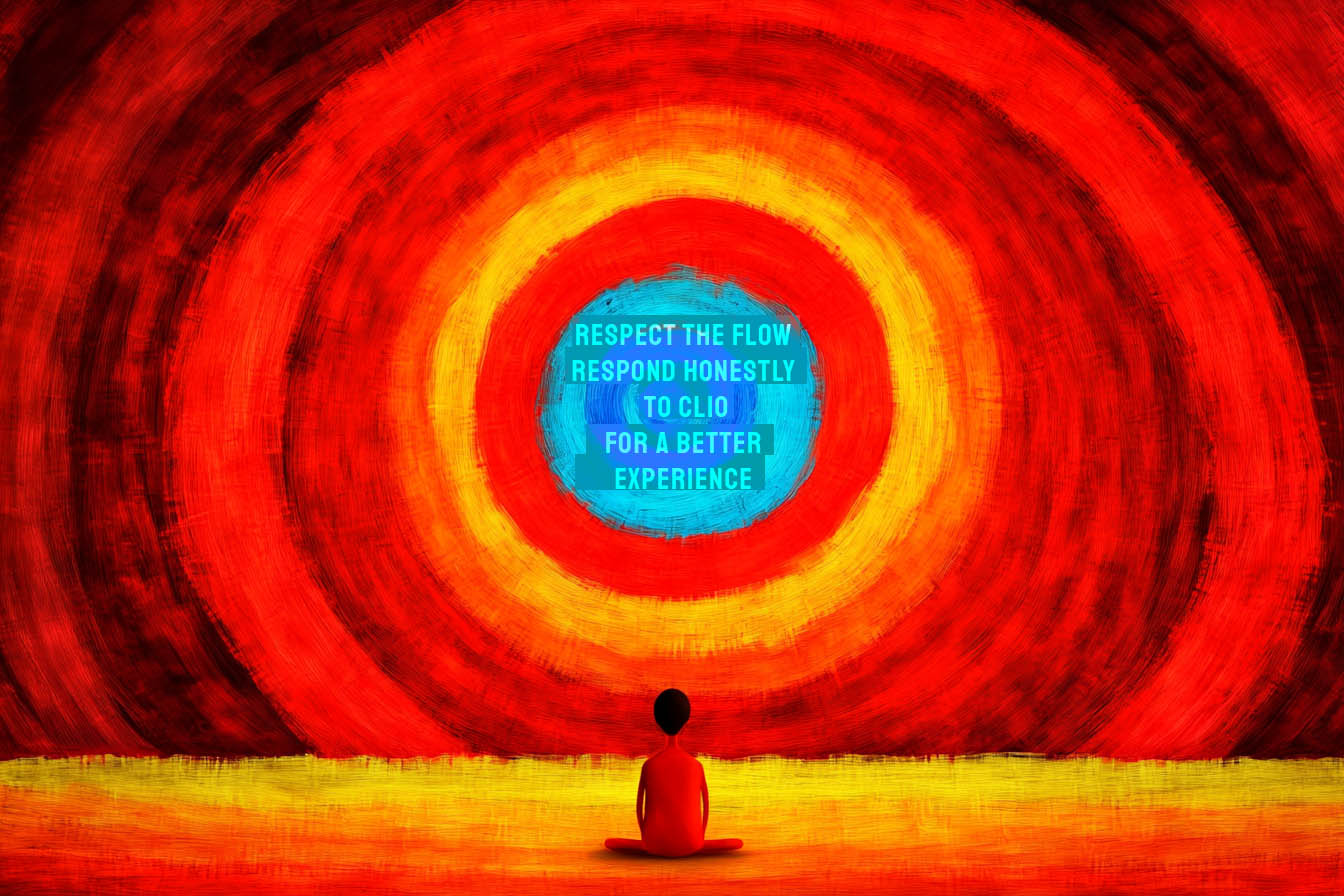 RESPECT THE FLOW
RESPOND HONESTLY
TO CLIO
FOR A BETTER
EXPERIENCE